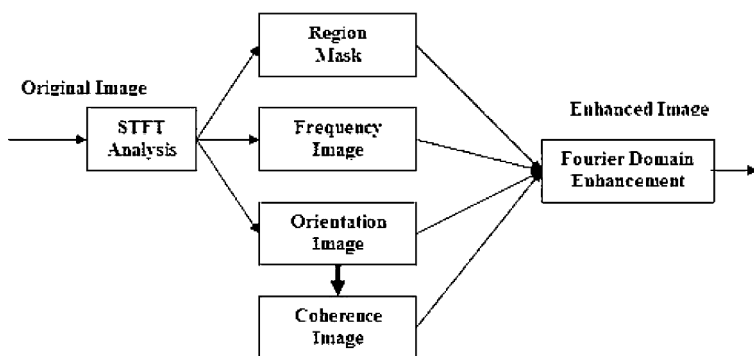 Original Image
STFT
Analysis
Region
Mask
Frequency
Image
Orientation
Image
Coherence
Image
Enhanced Image
Fourier Domain
Enhancement